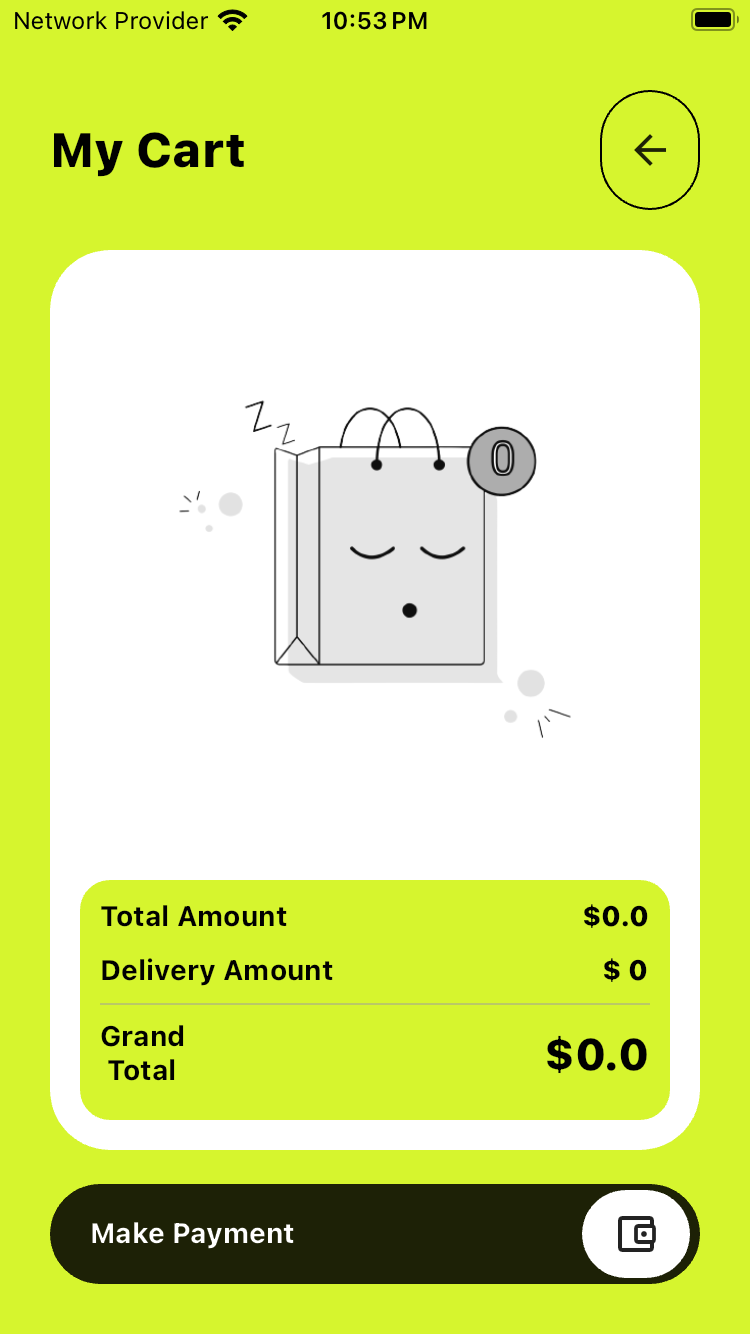 Network Provider 10:53 PM
My Cart
Z
Z
0
Total Amount $0.0
Delivery Amount $ 0
Grand
Total
$0.0
Make Payment